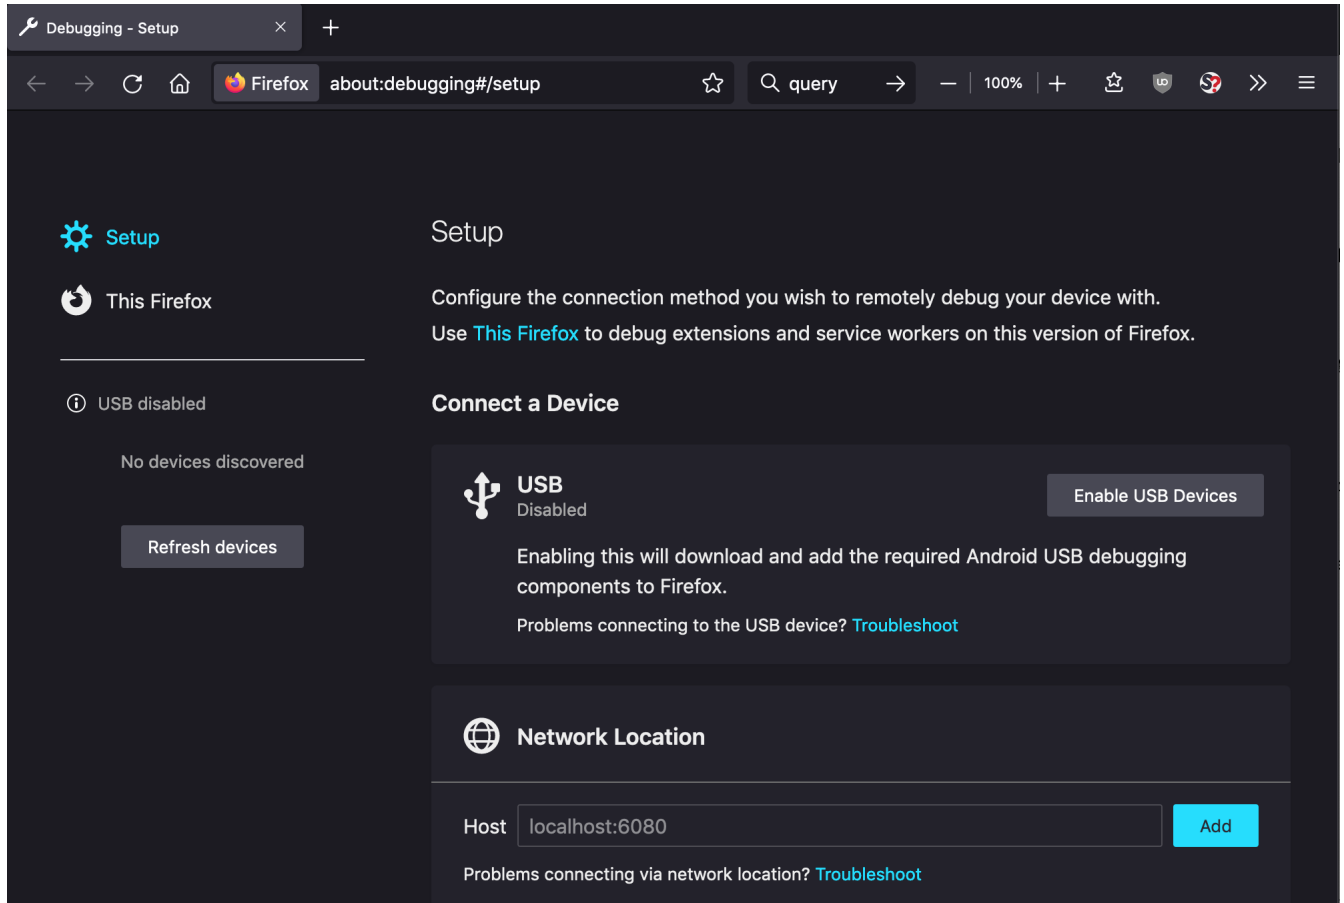 Debugging - Setup
Firefox about:debugging#/setup
query
100%
Setup
This Firefox
USB disabled
No devices discovered
Refresh devices
Setup
Configure the connection method you wish to remotely debug your device with.
Use This Firefox to debug extensions and service workers on this version of Firefox.
Connect a Device
USB
Disabled
Enable USB Devices
Enabling this will download and add the required Android USB debugging
components to Firefox.
Problems connecting to the USB device? Troubleshoot
Network Location
Host localhost:6080 Add
Problems connecting via network location? Troubleshoot